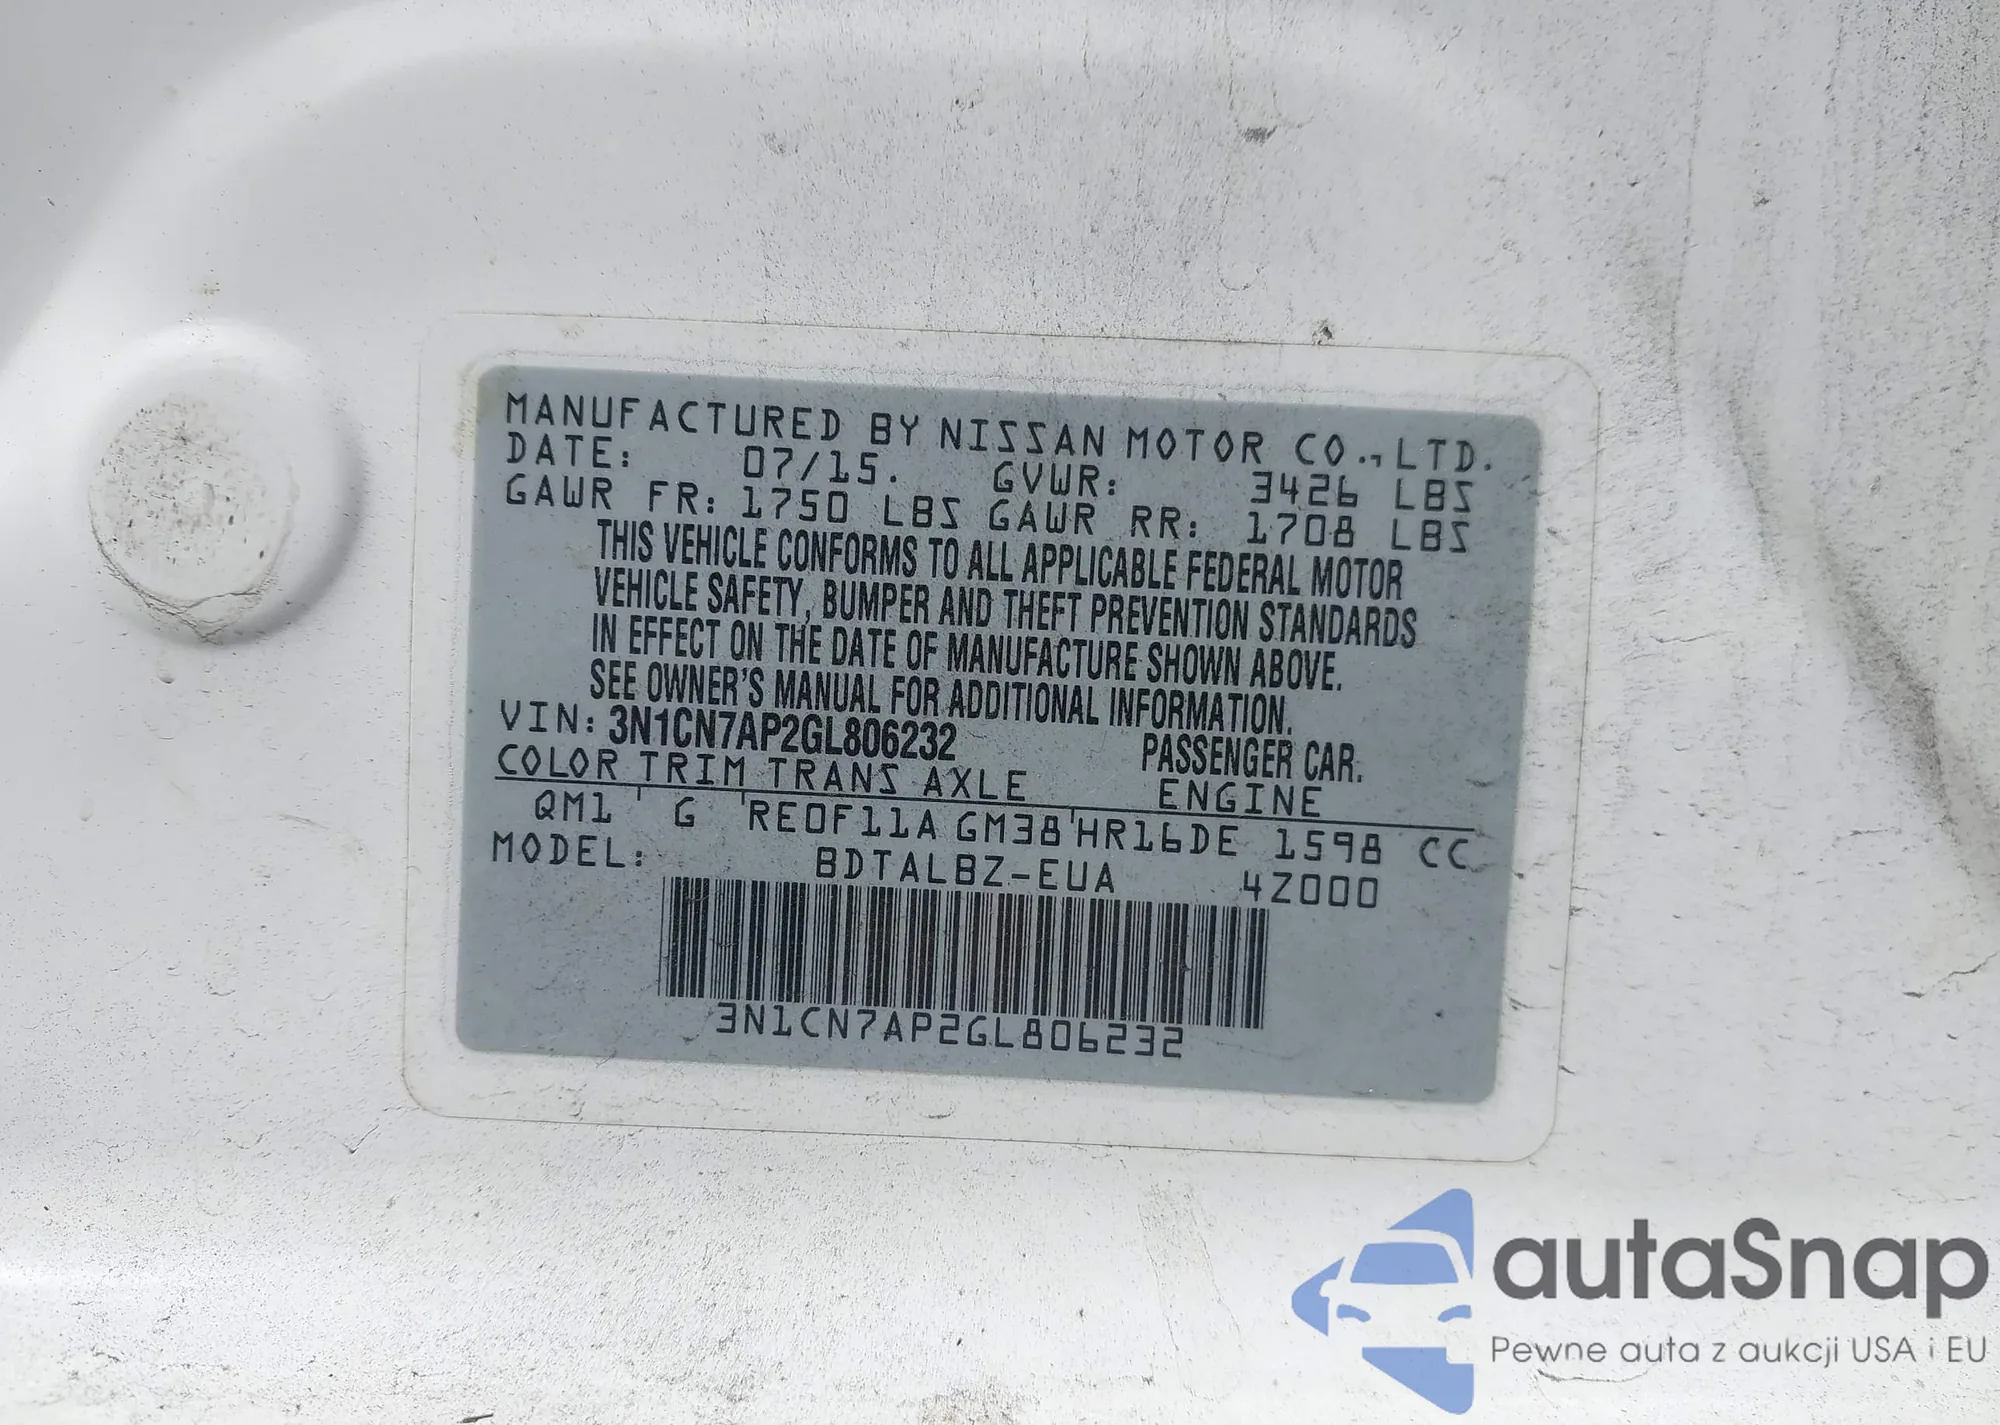 MANUFACTURED BY NISSAN MOTOR CO., LTD.
DATE: 07/15. GVWR: 3426 LBS
GAWR FR: 1750 LBS GAWR RR: 1708 LBS
THIS VEHICLE CONFORMS TO ALL APPLICABLE FEDERAL MOTOR
VEHICLE SAFETY, BUMPER AND THEFT PREVENTION STANDARDS
IN EFFECT ON THE DATE OF MANUFACTURE SHOWN ABOVE.
SEE OWNER'S MANUAL FOR ADDITIONAL INFORMATION.
VIN: 3N1CN7AP2GL806232 PASSENGER CAR.
COLOR TRIM TRANS AXLE ENGINE
QM1 ' G 'RE0F11A GM38'HR16DE 1598 CC
MODEL: BDTALBZ-EUA 4Z000
3N1CN7AP2GL806232
autaSnap
Pewne auta z aukcji USA i EU